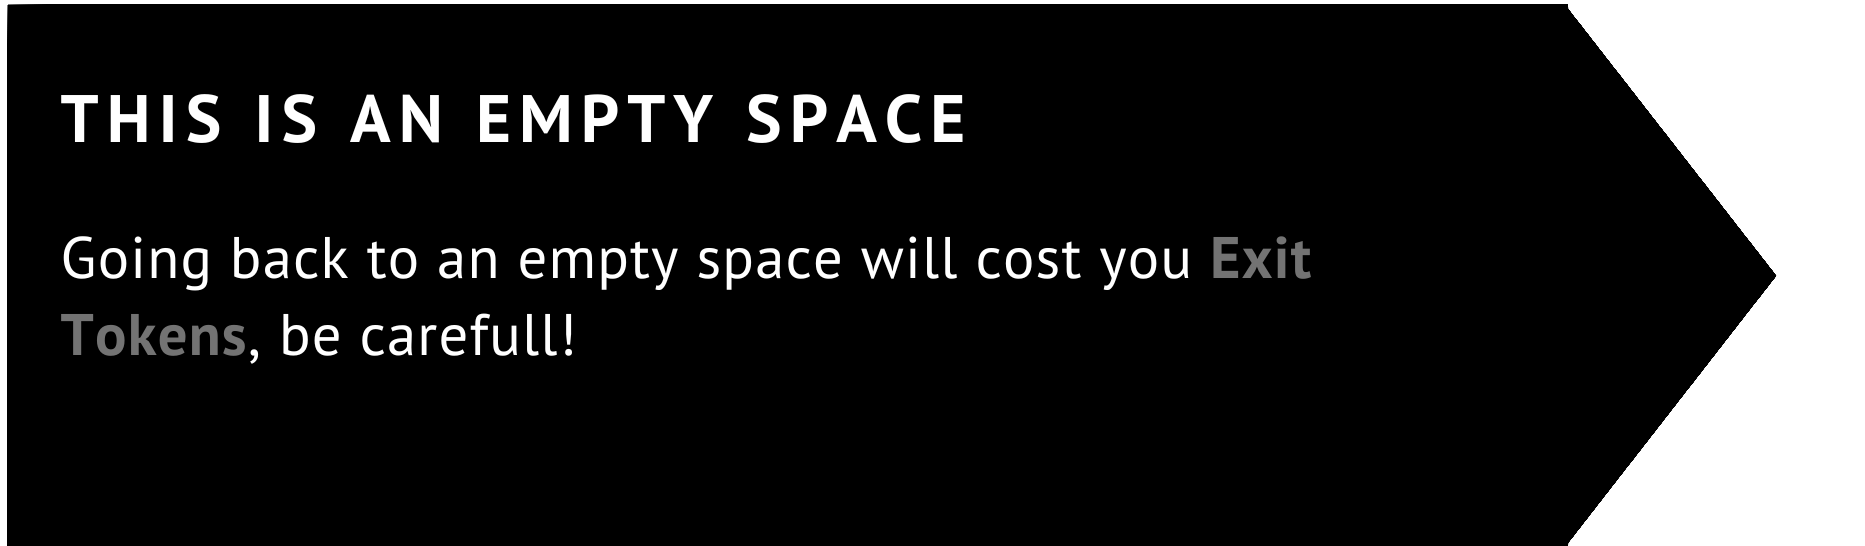 THIS IS AN EMPTY SPACE
Going back to an empty space will cost you Exit
Tokens, be carefull!